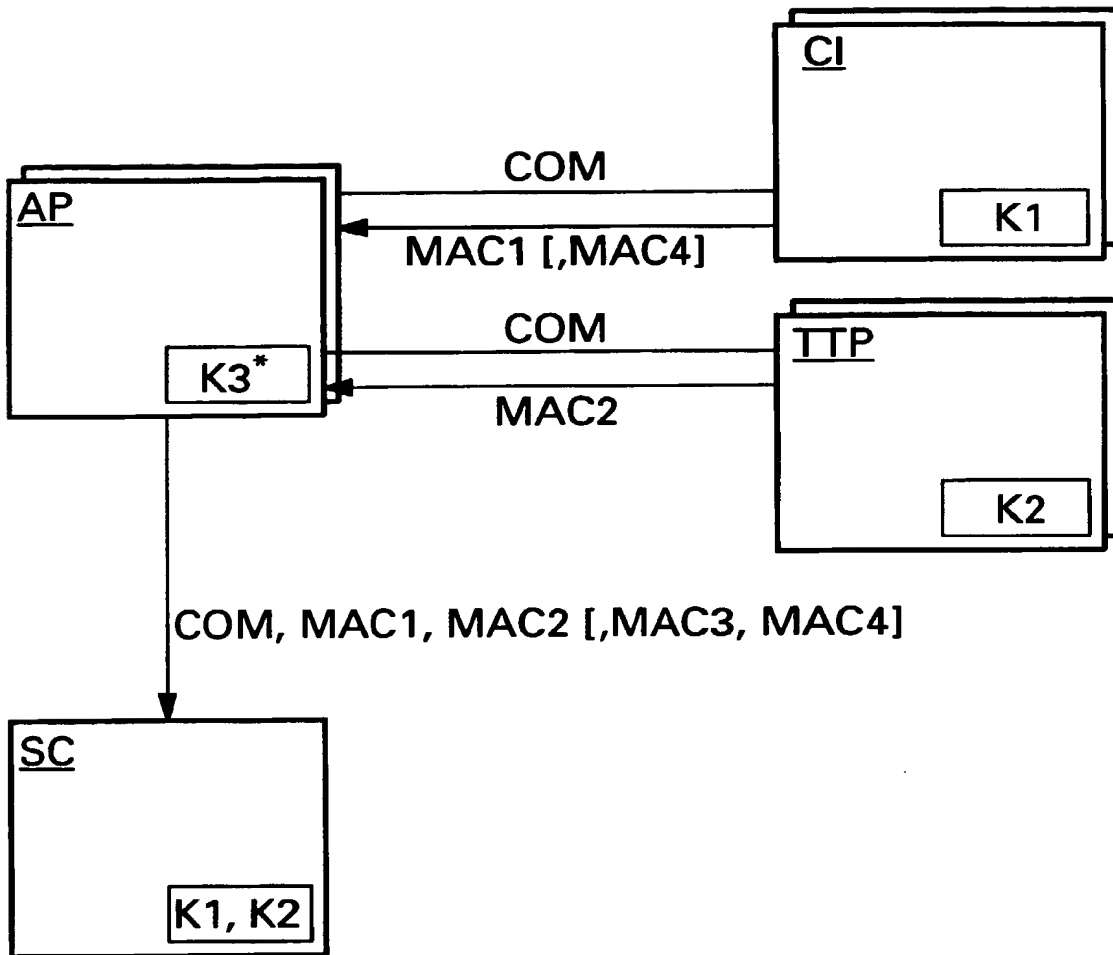 CI
K1
COM
MAC1 [,MAC4]
AP
K3*
COM
MAC2
TTP
K2
COM, MAC1, MAC2 [,MAC3, MAC4]
SC
K1, K2